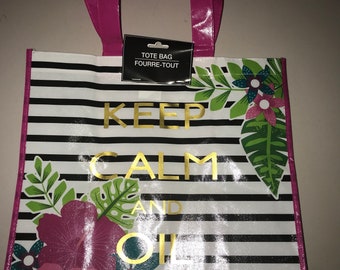 TOTE BAG
FOURRE-TOUT
KEEP
CALM
AND
OIL